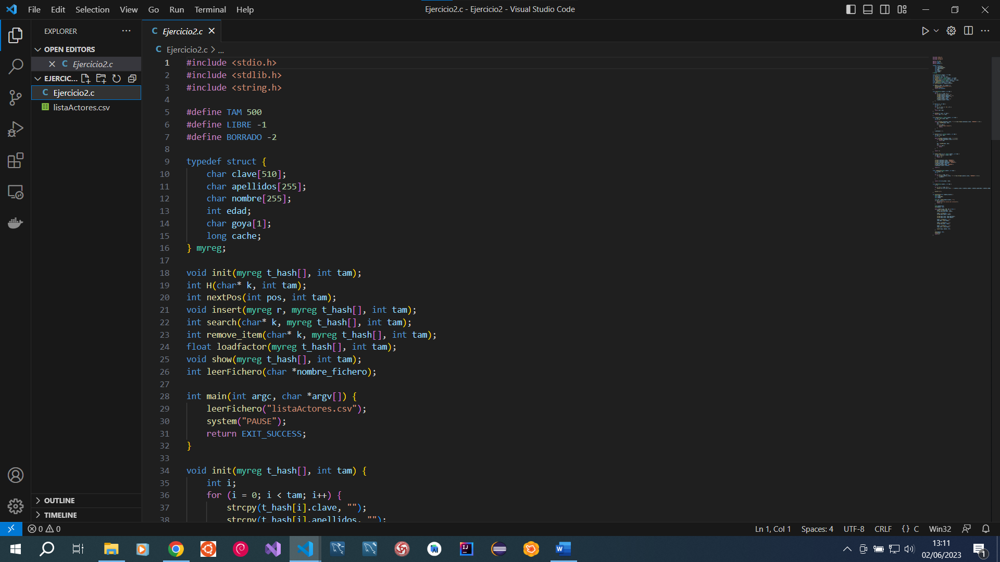 File Edit Selection View Go Run Terminal Help
Ejercicio2.c - Ejercicio2 - Visual Studio Code
EXPLORER
OPEN EDITORS
Ejercicio2.c
EJERCIC...
Ejercicio2.c
listaActores.csv
OUTLINE
TIMELINE
C Ejercicio2.c
C Ejercicio2.c > ...
1 #include <stdio.h>
2 #include <stdlib.h>
3 #include <string.h>
4
5 #define TAM 500
6 #define LIBRE -1
7 #define BORRADO -2
8
9 typedef struct {
10 char clave[510];
11 char apellidos[255];
12 char nombre[255];
13 int edad;
14 char goya[1];
15 long cache;
16 } myreg;
17
18 void init(myreg t_hash[], int tam);
19 int H(char* k, int tam);
20 int nextPos(int pos, int tam);
21 void insert(myreg r, myreg t_hash[], int tam);
22 int search(char* k, myreg t_hash[], int tam);
23 int remove_item(char* k, myreg t_hash[], int tam);
24 float loadfactor(myreg t_hash[], int tam);
25 void show(myreg t_hash[], int tam);
26 int leerFichero(char *nombre_fichero);
27
28 int main(int argc, char *argv[]) {
29 leerFichero("listaActores.csv");
30 system("PAUSE");
31 return EXIT_SUCCESS;
32 }
33
34 void init(myreg t_hash[], int tam) {
35 int i;
36 for (i = 0; i < tam; i++) {
37 strcpy(t_hash[i].clave, "");
38 strcpy(t_hash[i].apellidos, "");
0 0
Ln 1, Col 1 Spaces: 4 UTF-8 CRLF {} C Win32
13:11
02/06/2023
1